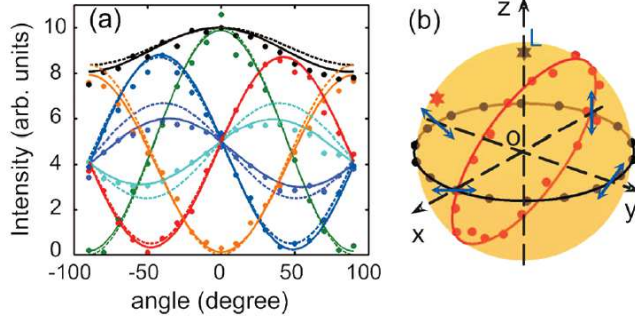 (a)
Intensity (arb. units)
10
8
6
4
2
0
-100
-50
0
50
100
angle (degree)
(b)
z
L
O
x
y